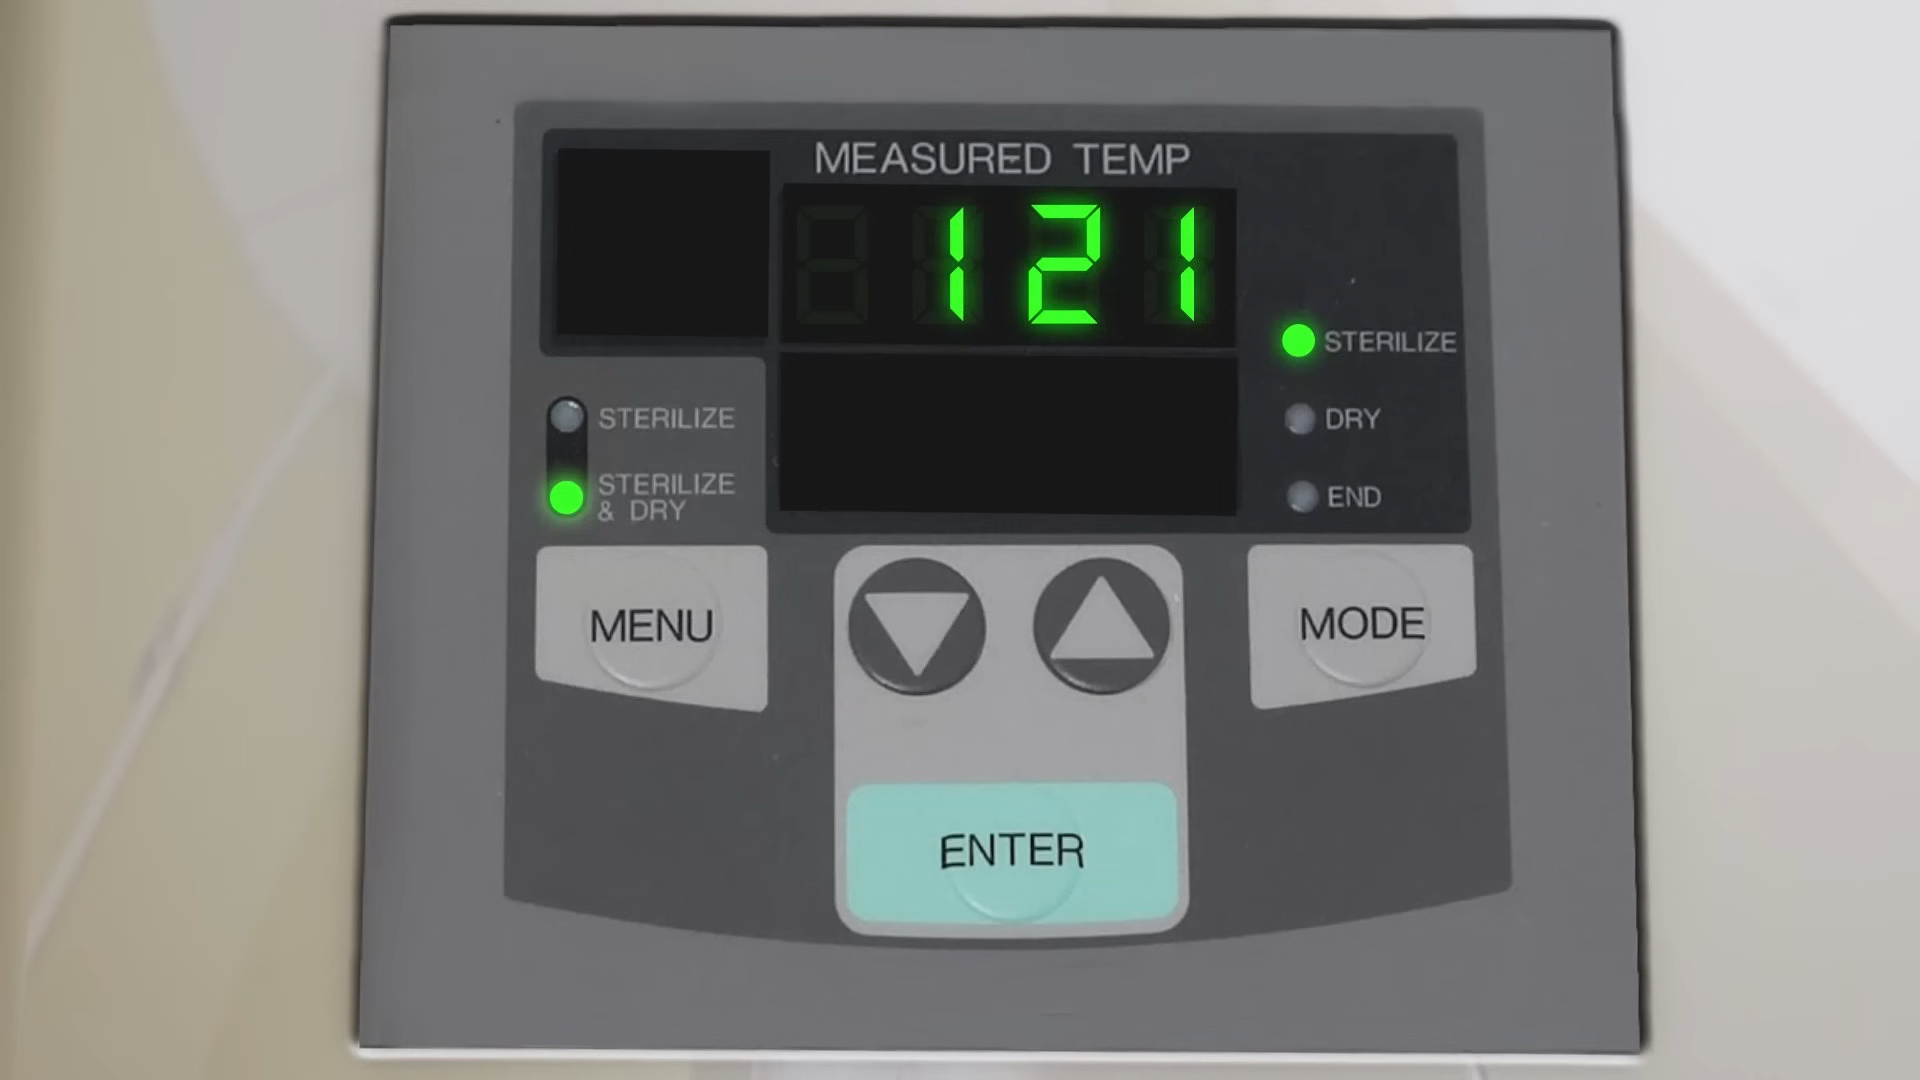 MEASURED TEMP
121
STERILIZE
STERILIZE
DRY
STERILIZE
& DRY
END
MENU
MODE
ENTER